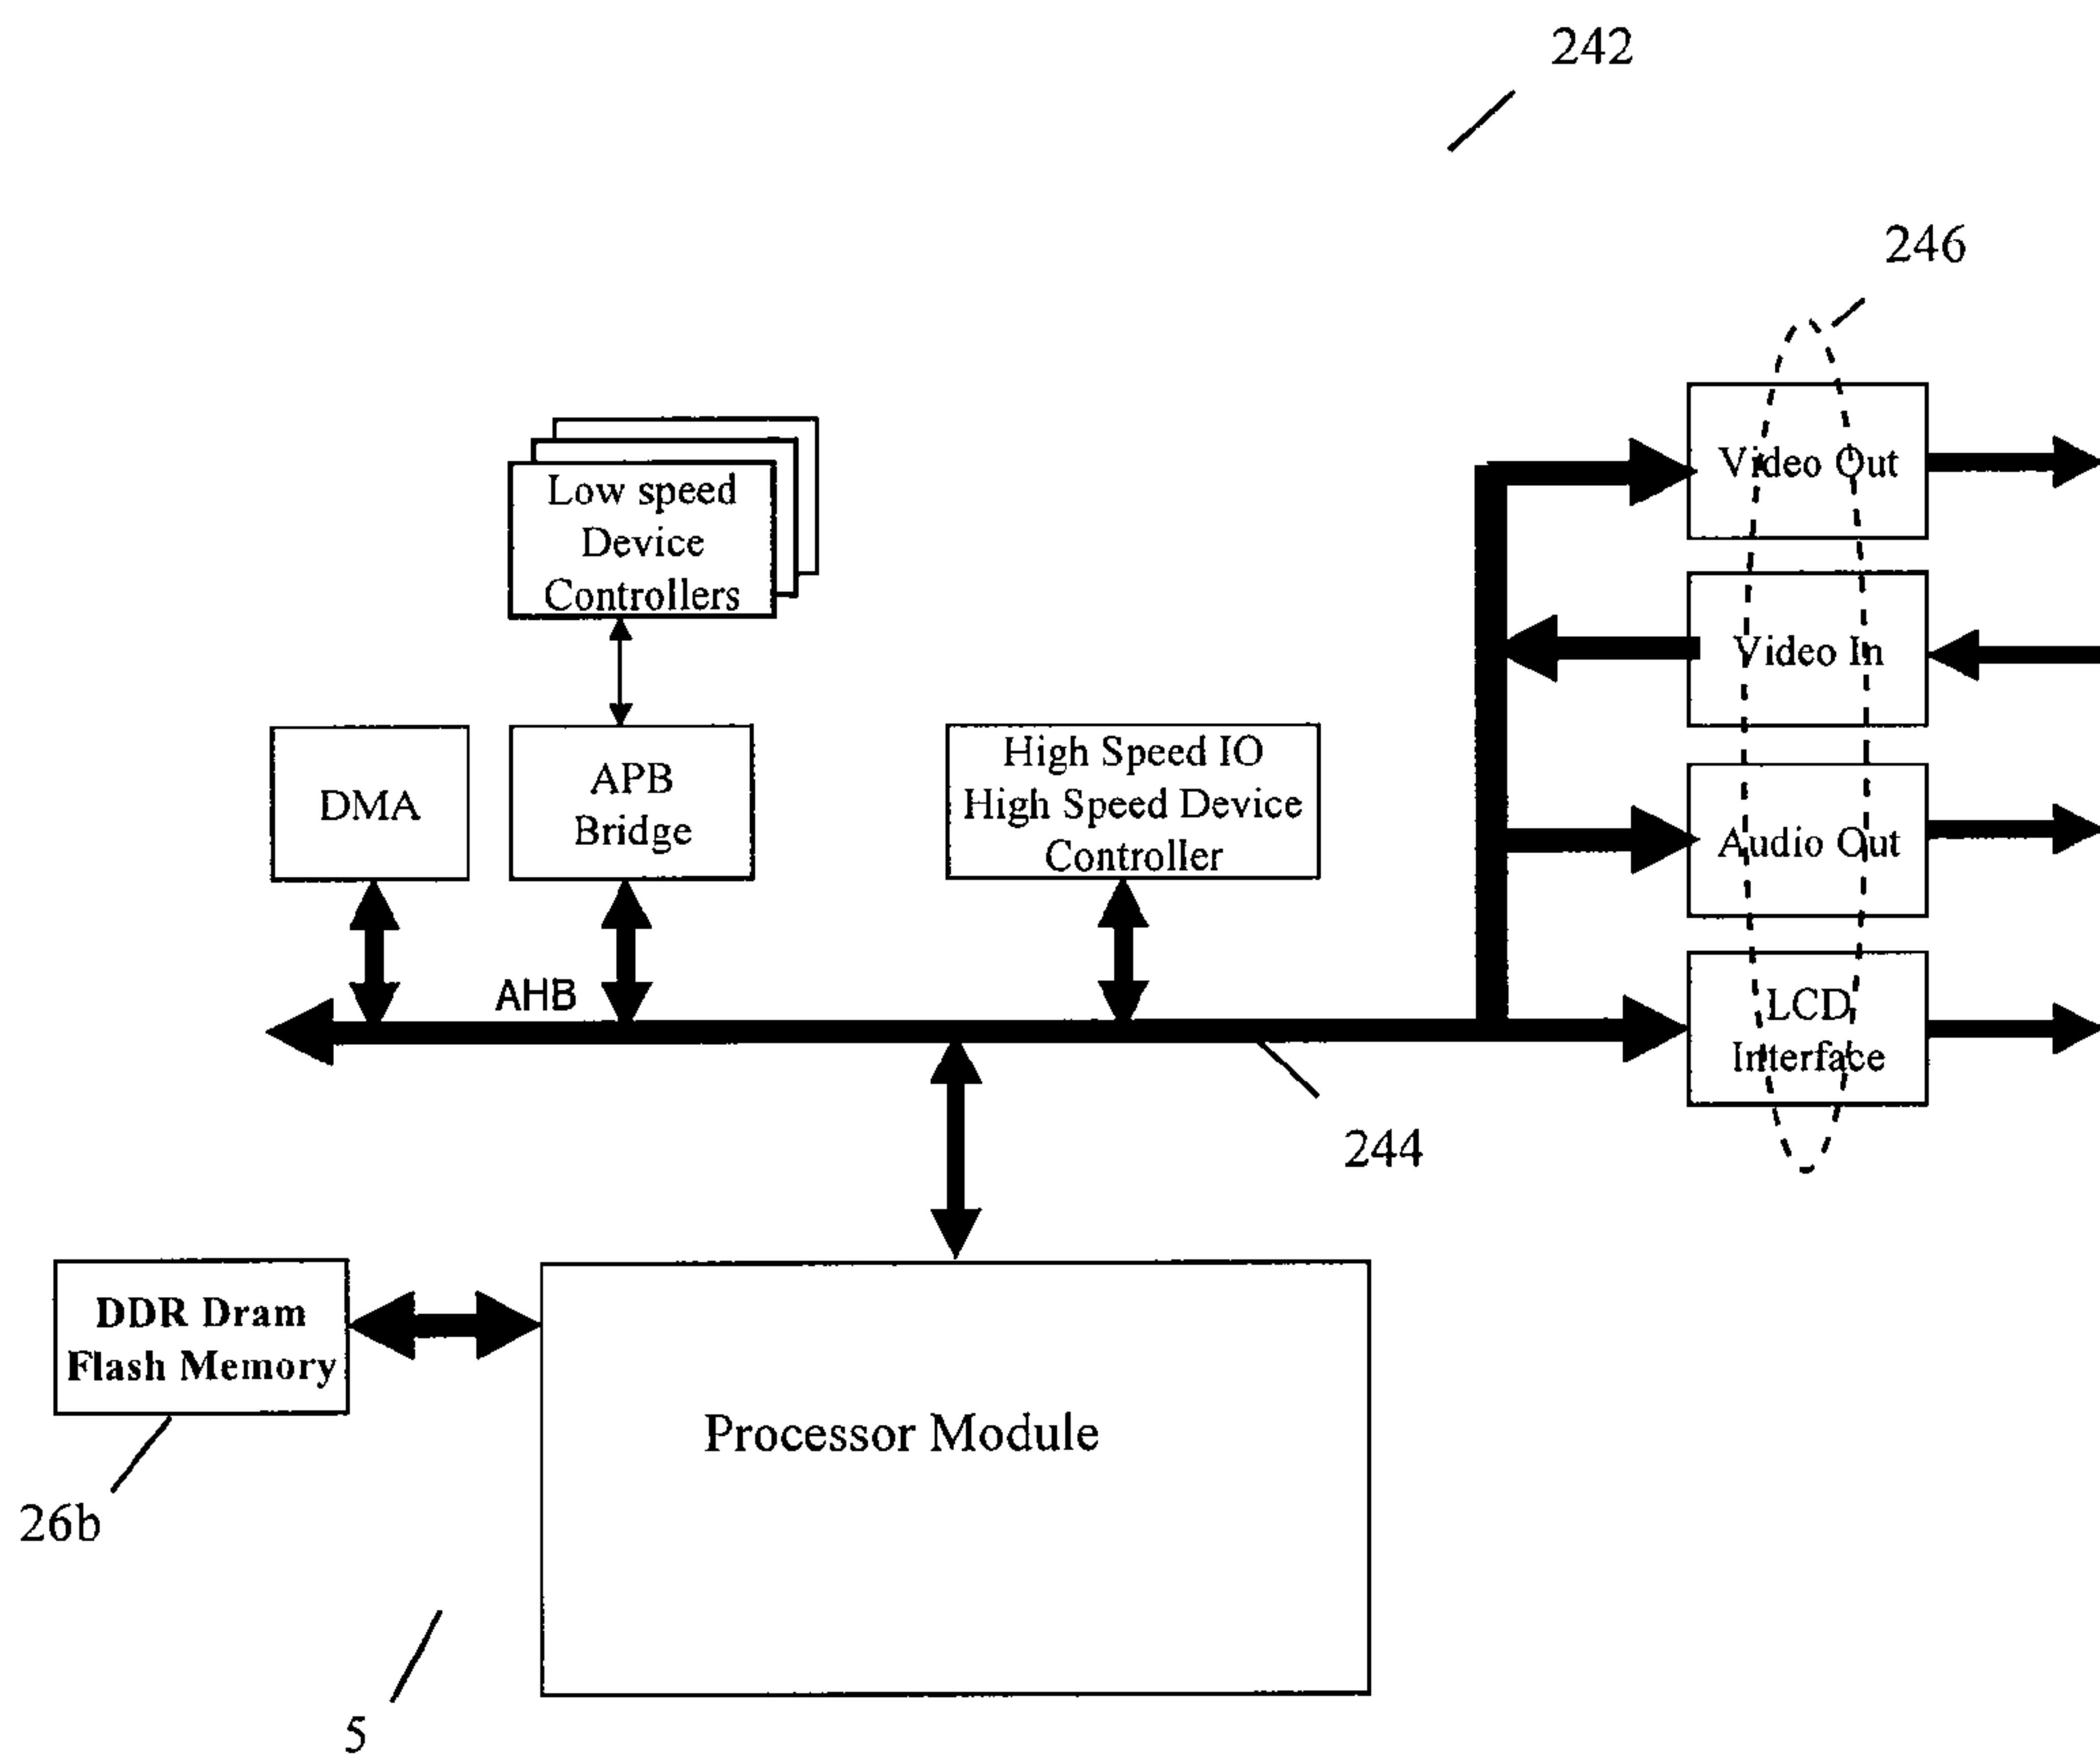 242
246
Video Out
Low speed
Device
Controllers
Video In
DMA
APB
Bridge
High Speed IO
High Speed Device
Controller
Audio Out
AHB
LCD
Interface
244
DDR Dram
Flash Memory
Processor Module
26b
5